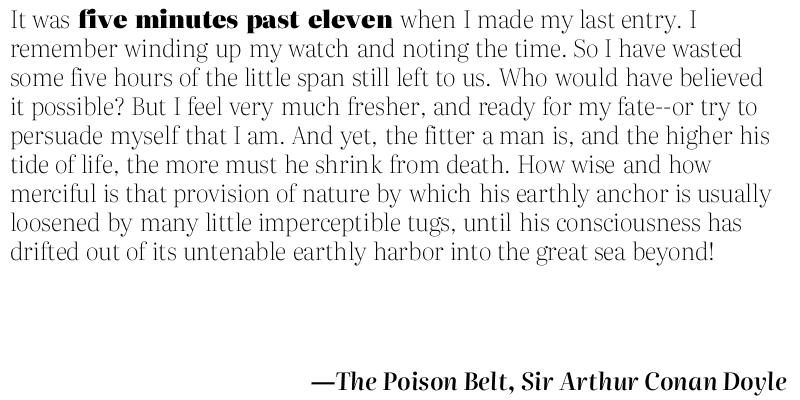 It was five minutes past eleven when I made my last entry. I
remember winding up my watch and noting the time. So I have wasted
some five hours of the little span still left to us. Who would have believed
it possible? But I feel very much fresher, and ready for my fate--or try to
persuade myself that I am. And yet, the fitter a man is, and the higher his
tide of life, the more must he shrink from death. How wise and how
merciful is that provision of nature by which his earthly anchor is usually
loosened by many little imperceptible tugs, until his consciousness has
drifted out of its untenable earthly harbor into the great sea beyond!
—The Poison Belt, Sir Arthur Conan Doyle